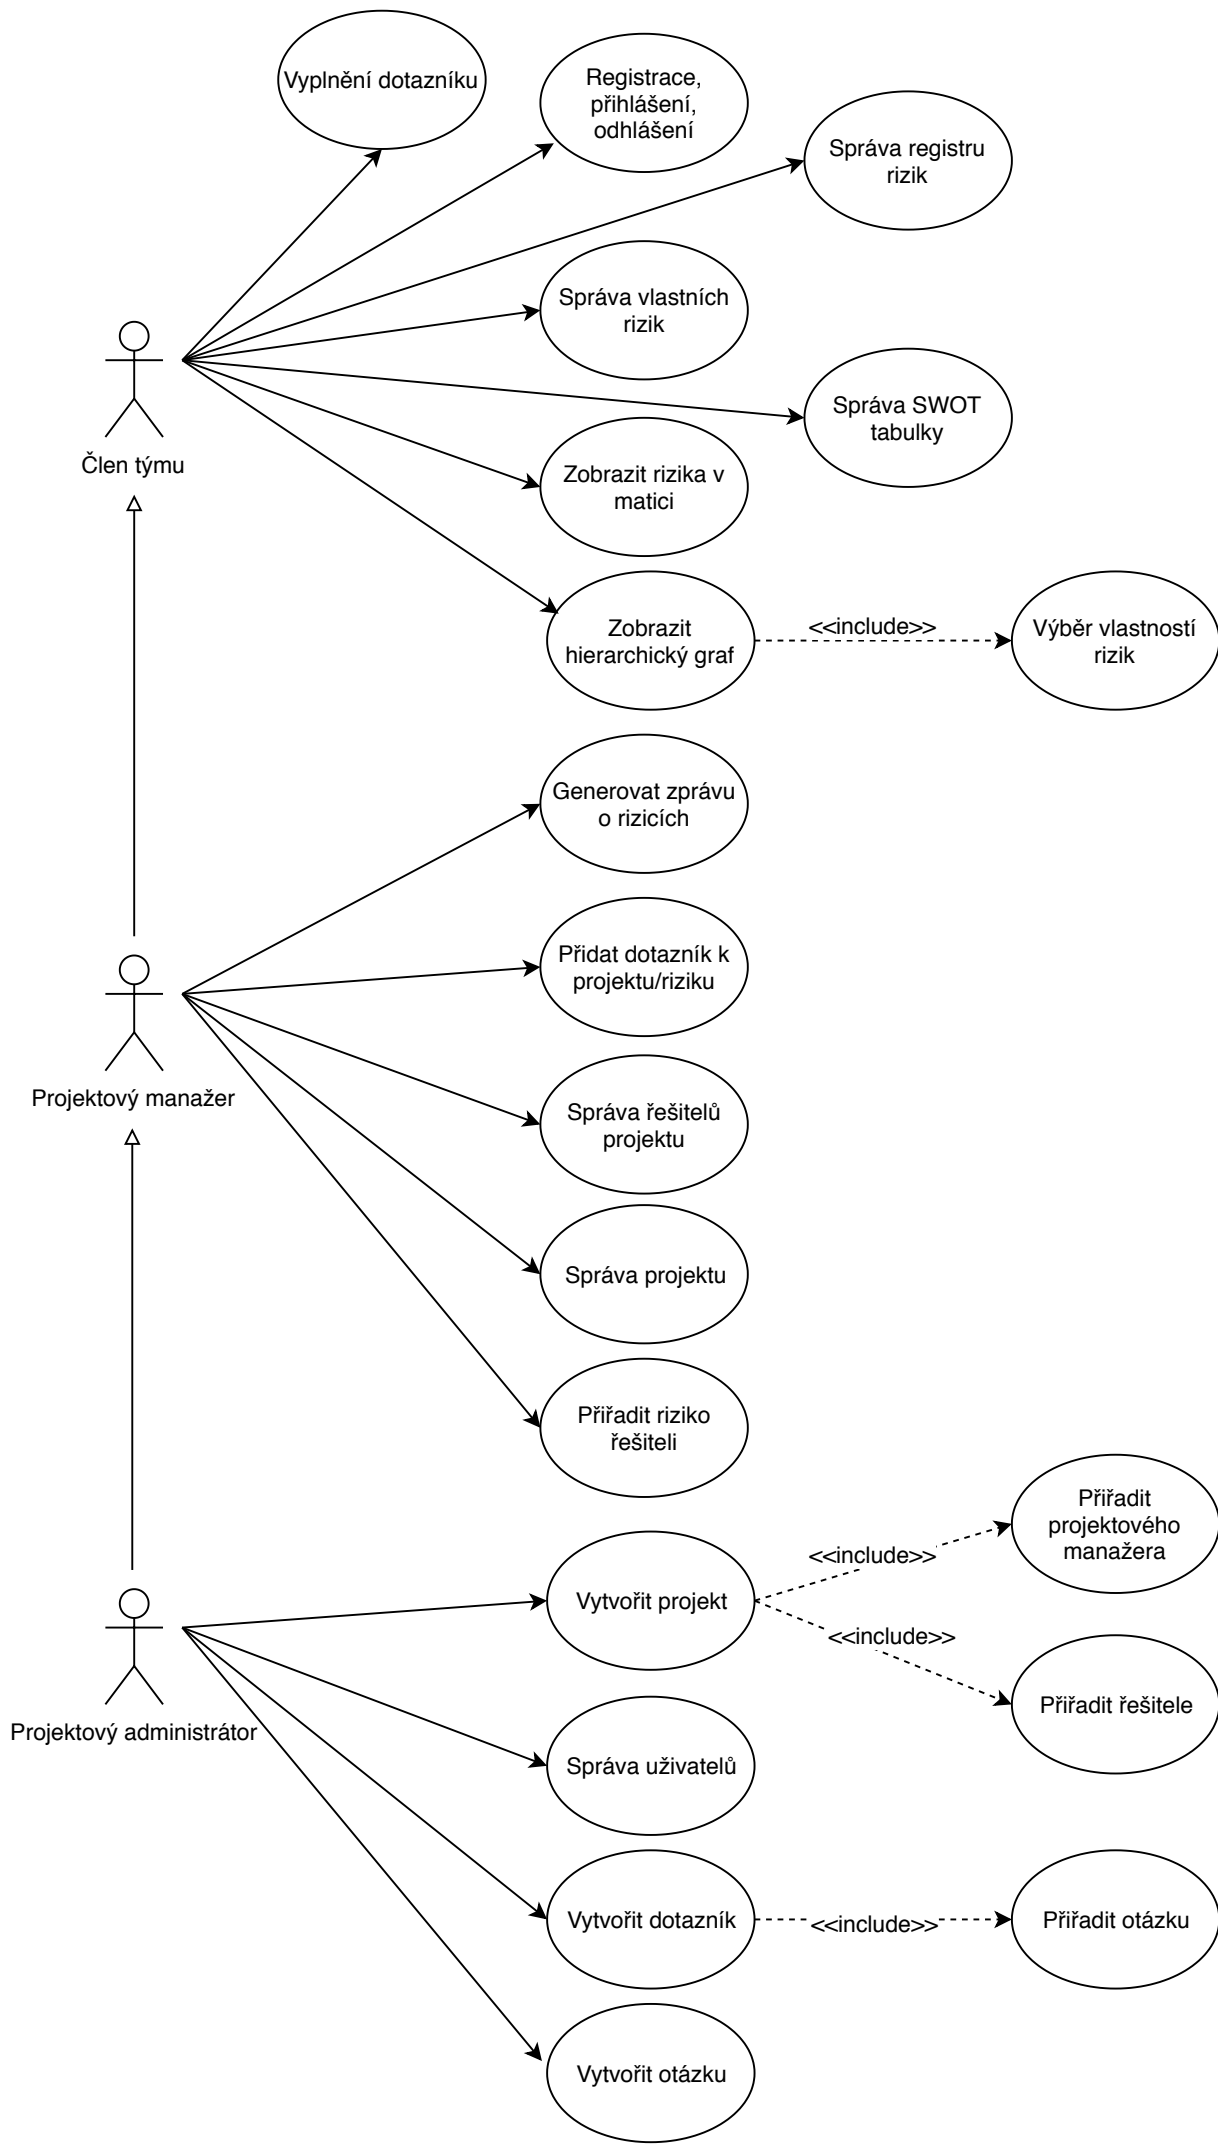 Vyplnění dotazníku
Registrace,
přihlášení,
odhlášení
Správa registru
rizik
Správa vlastních
rizik
Správa SWOT
tabulky
Člen týmu
Zobrazit rizika v
matici
Zobrazit
hierarchický graf
<<include>>
Výběr vlastností
rizik
Generovat zprávu
o rizicích
Přidat dotazník k
projektu/riziku
Projektový manažer
Správa řešitelů
projektu
Správa projektu
Přiřadit riziko
řešiteli
Přiřadit
projektového
manažera
<<include>>
Vytvořit projekt
<<include>>
Přiřadit řešitele
Projektový administrátor
Správa uživatelů
Vytvořit dotazník
<<include>>
Přiřadit otázku
Vytvořit otázku